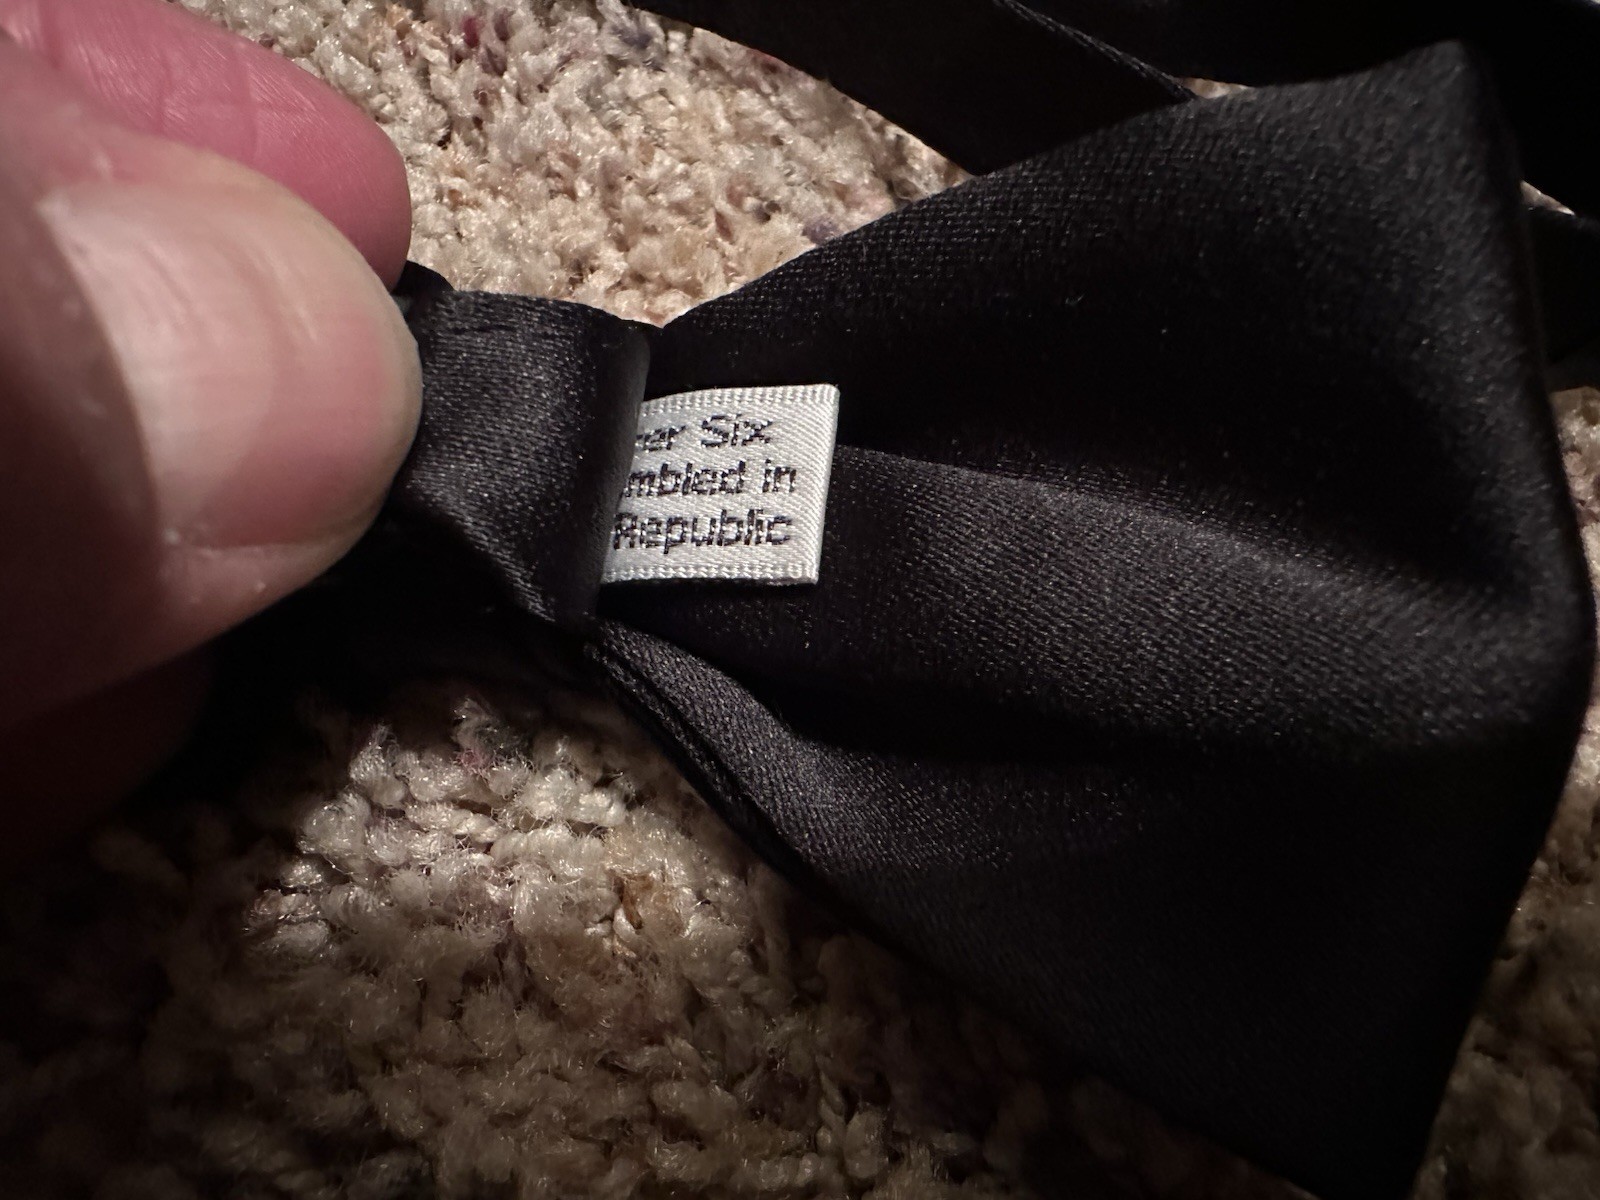 er Six
mbled in
Republic